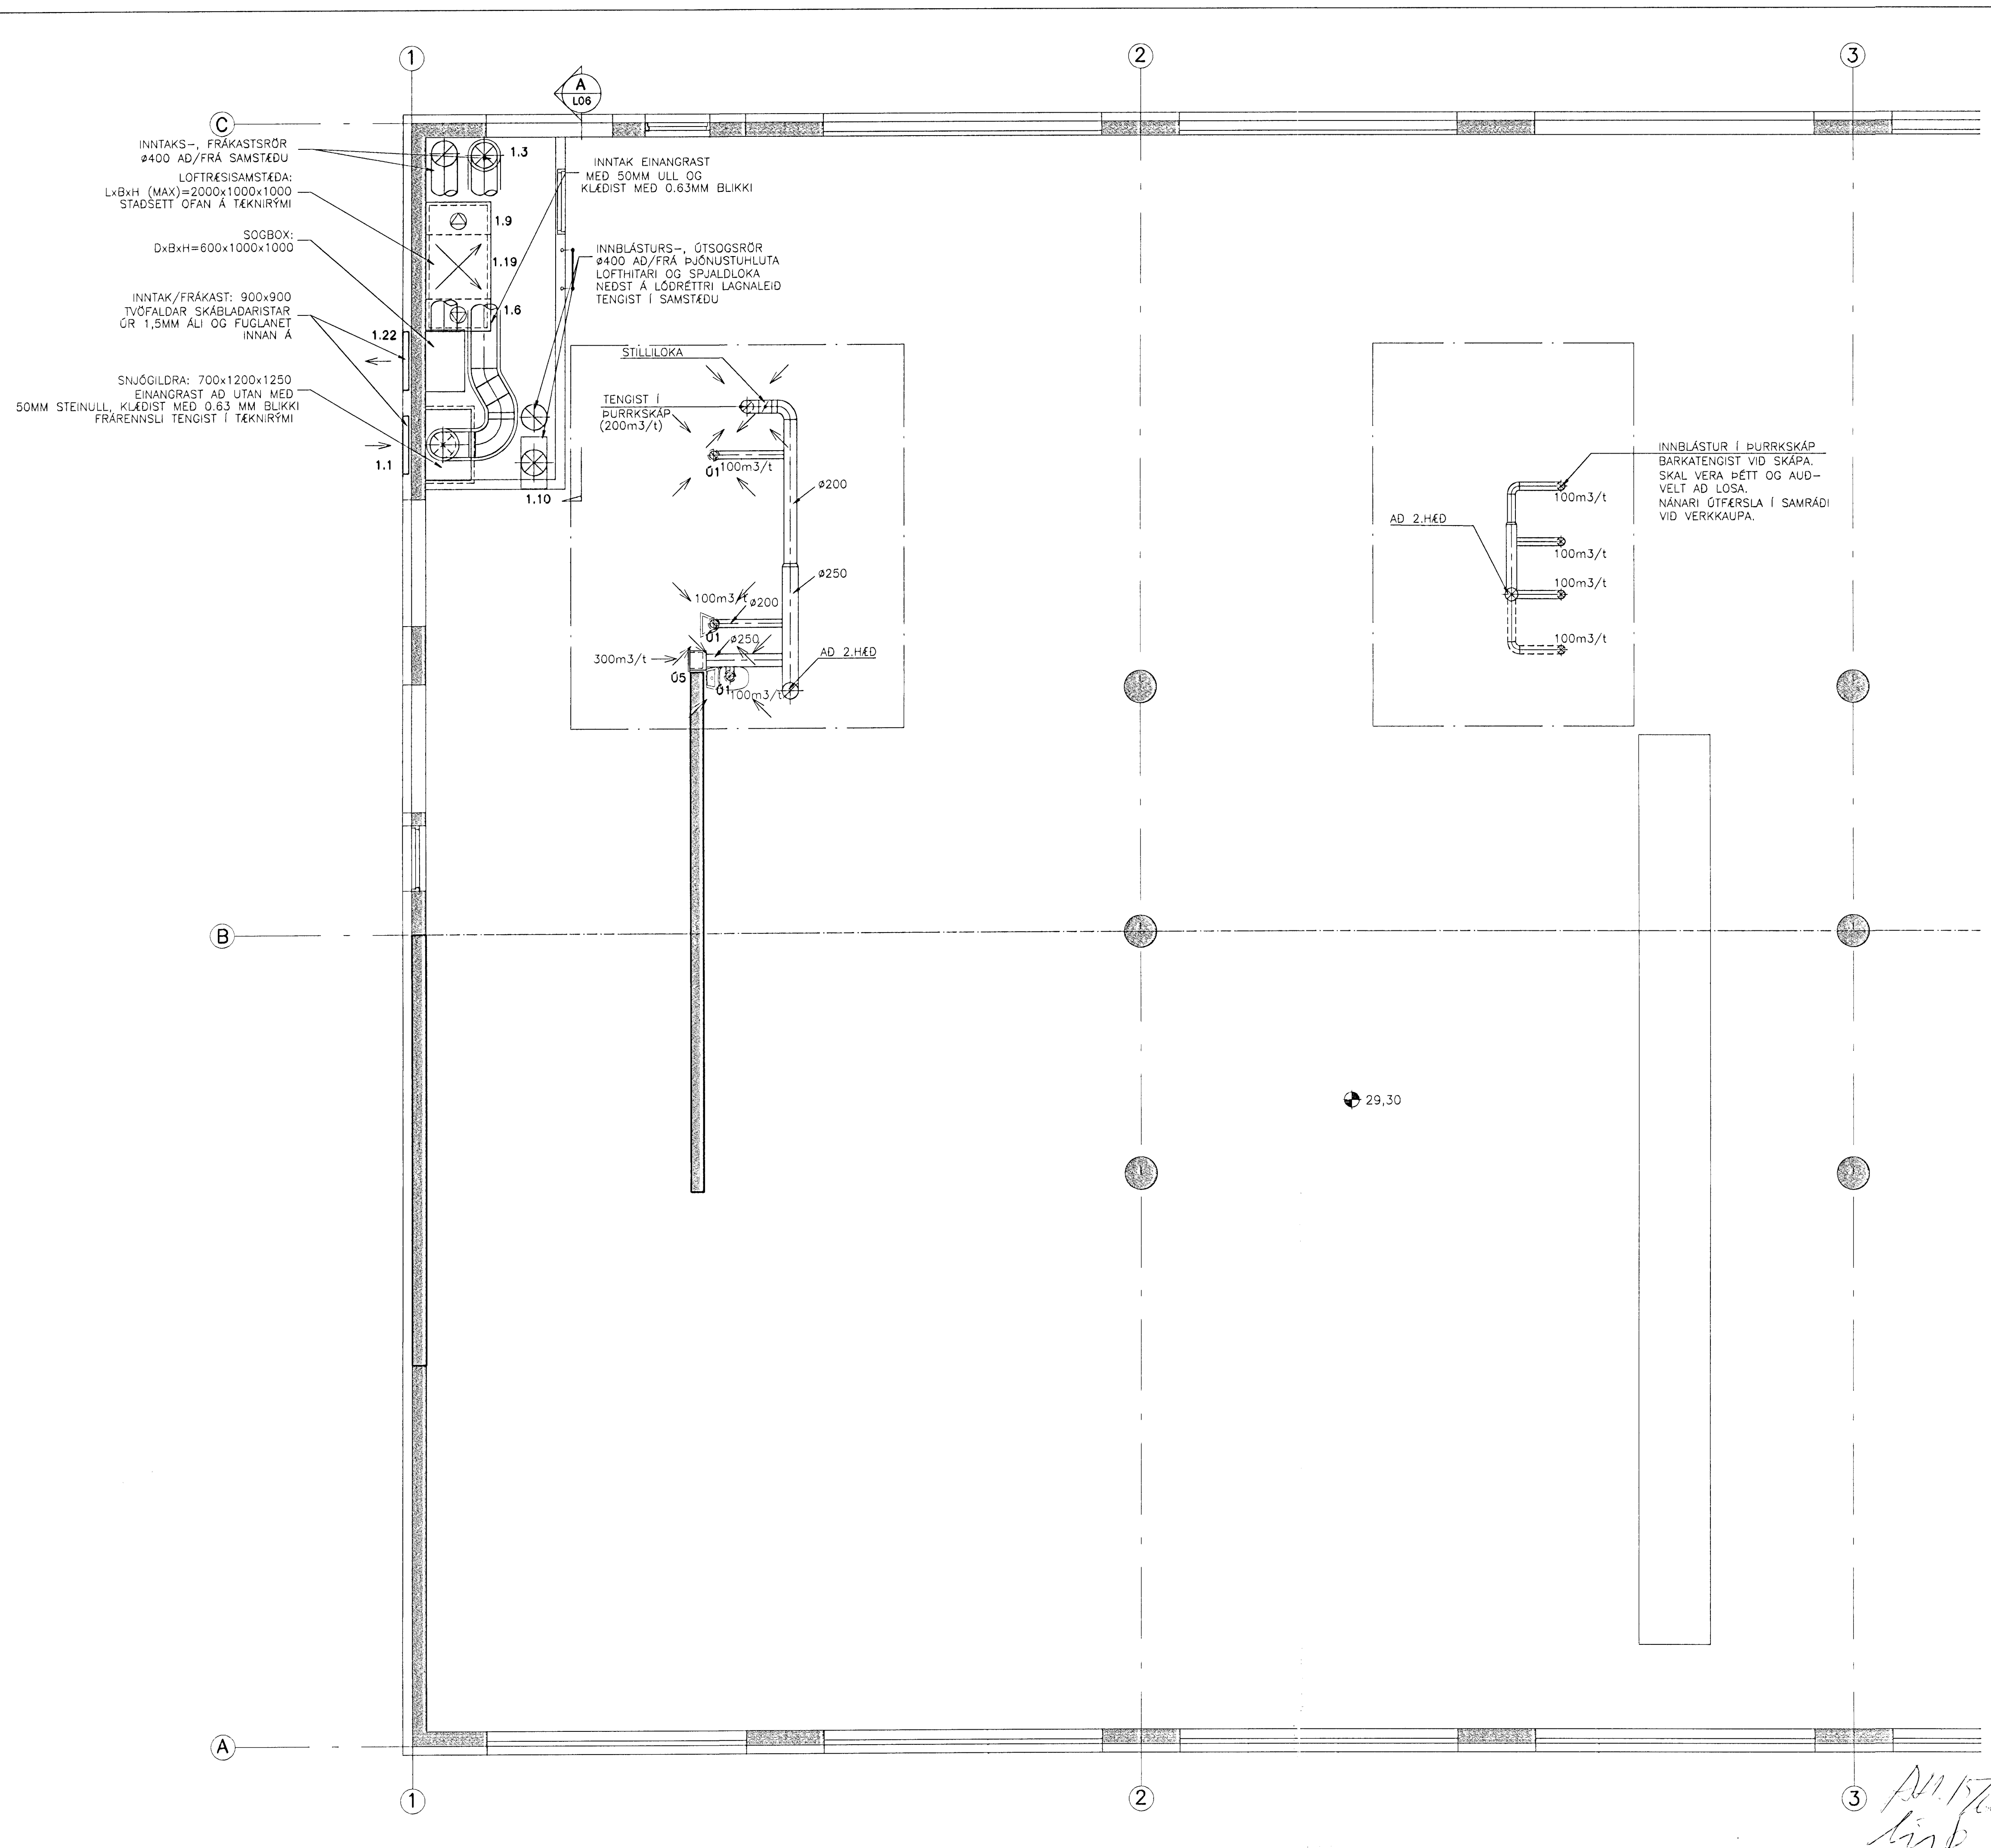 1
2
3
A
L06
C
INNTAKS-, FRÁKASTSRÖR
ø400 AÐ/FRÁ SAMSTÆÐU
LOFTRÆSISAMSTÆÐA:
LxBxH (MAX)=2000x1000x1000
STAÐSETT OFAN Á TÆKNIRÝMI
SOGBOX:
DxBxH=600x1000x1000
INNTAK/FRÁKAST: 900x900
TVÖFALDAR SKÁBLAÐARISTAR
ÚR 1,5MM ÁLI OG FUGLANET
INNAN Á
SNJÓGILDRA: 700x1200x1250
EINANGRAST AÐ UTAN MEÐ
50MM STEINULL, KLÆÐIST MEÐ 0.63 MM BLIKKI
FRÁRENNSLI TENGIST Í TÆKNIRÝMI
1.3
1.9
1.19
1.6
1.22
1.1
1.10
INNTAK EINANGRAST
MEÐ 50MM ULL OG
KLÆÐIST MEÐ 0.63MM BLIKKI
INNBLÁSTURS-, ÚTSOGSRÖR
ø400 AÐ/FRÁ ÞJÓNUSTUHLUTA
LOFTHITARI OG SPJALDLOKA
NEÐST Á LÓÐRÉTTRI LAGNALEIÐ
TENGIST Í SAMSTÆÐU
STILLILOKA
TENGIST Í
ÞURRKSKÁP
(200m3/t)
Ú1
100m3/t
ø200
ø250
100m3/t
ø200
Ú1
ø250
300m3/t
AÐ 2.HÆÐ
Ú5
Ú1
100m3/t
INNBLÁSTUR Í ÞURRKSKÁP
BARKATENGIST VIÐ SKÁPA.
SKAL VERA ÞÉTT OG AUÐ-
VELT AÐ LOSA.
NÁNARI ÚTFÆRSLA Í SAMRÁÐI
VIÐ VERKKAUPA.
AÐ 2.HÆÐ
100m3/t
100m3/t
100m3/t
100m3/t
B
29,30
A
1
2
3